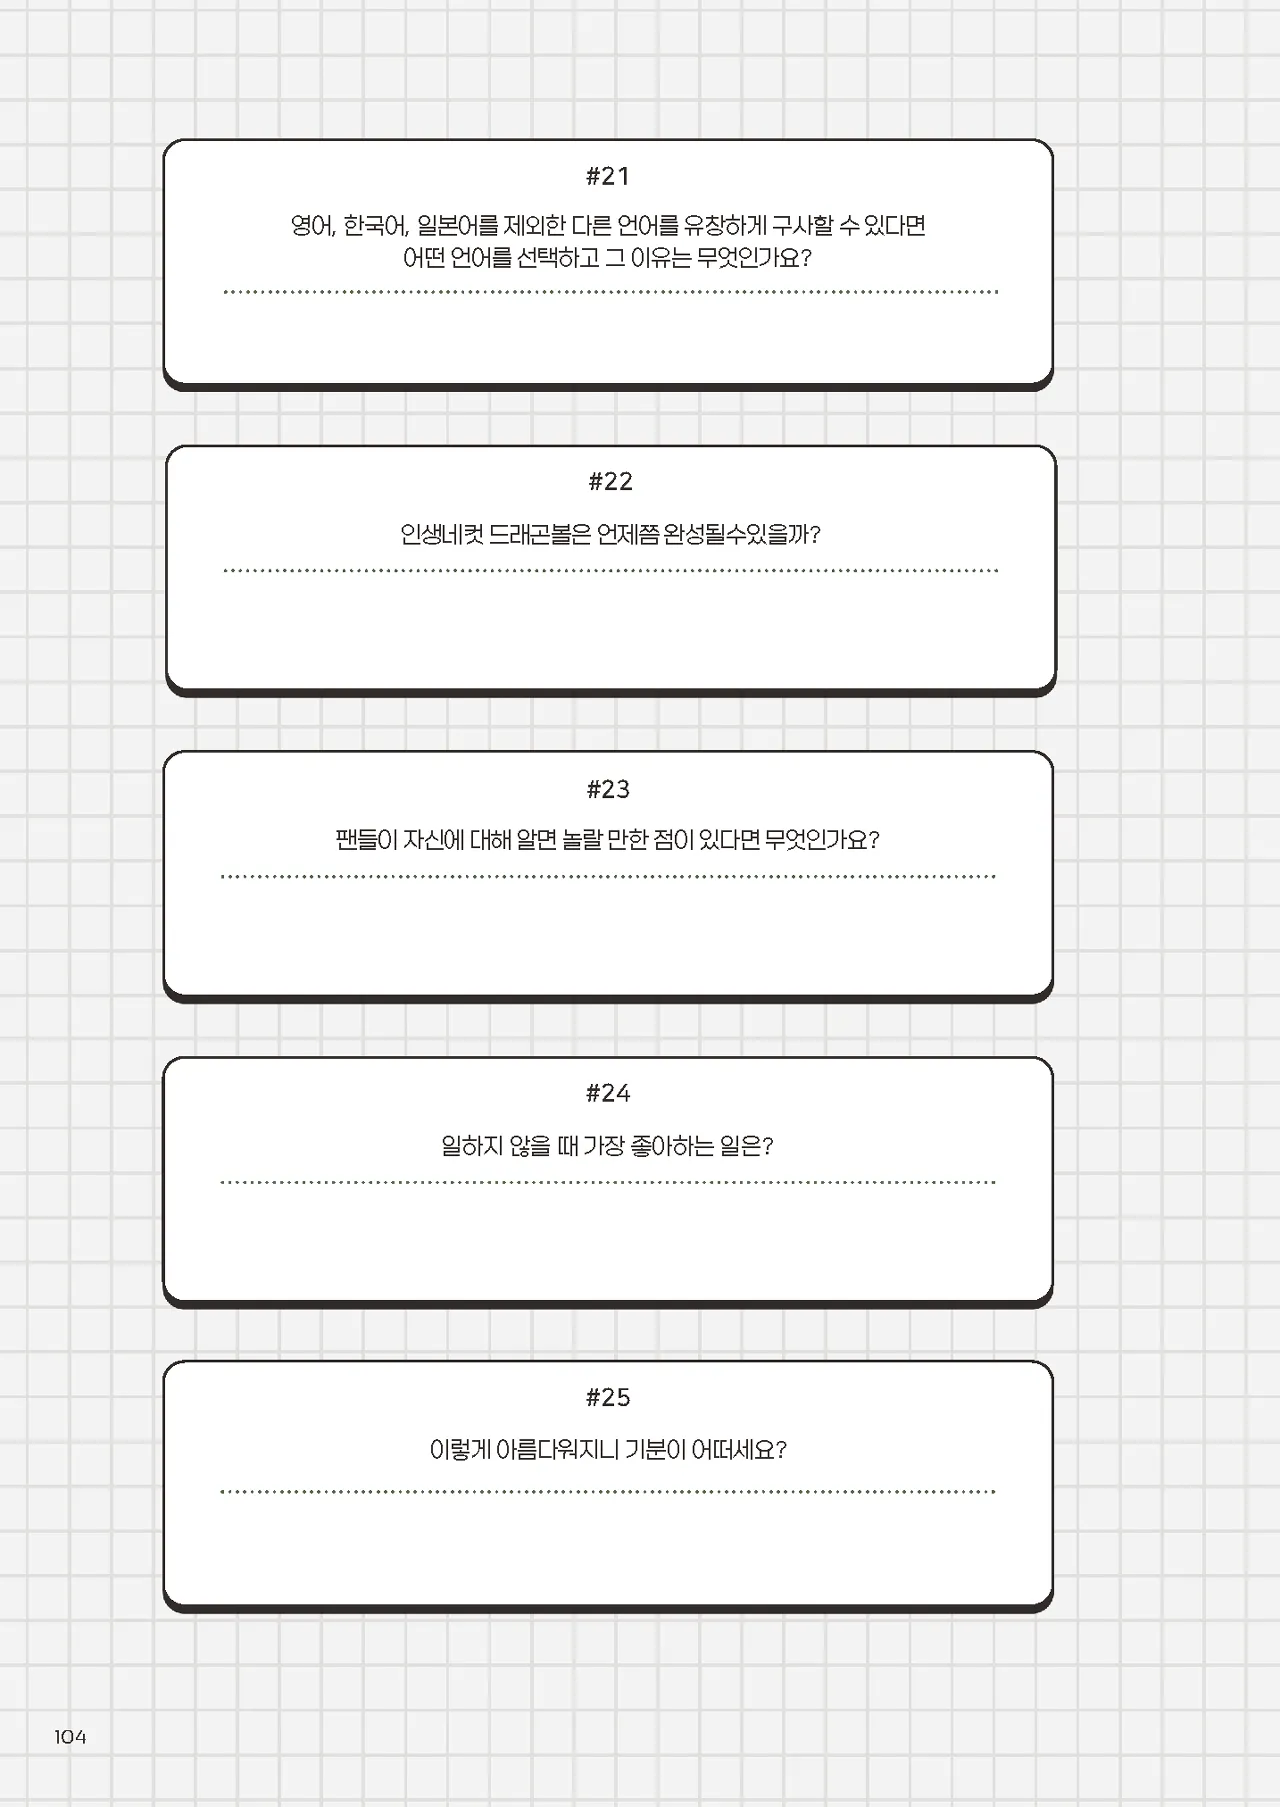 #21
영어, 한국어, 일본어를 제외한 다른 언어를 유창하게 구사할 수 있다면
어떤 언어를 선택하고 그 이유는 무엇인가요?
#22
인생네컷 드래곤볼은 언제쯤 완성될수있을까?
#23
팬들이 자신에 대해 알면 놀랄 만한 점이 있다면 무엇인가요?
#24
일하지 않을 때 가장 좋아하는 일은?
#25
이렇게 아름다워지니 기분이 어떠세요?
104